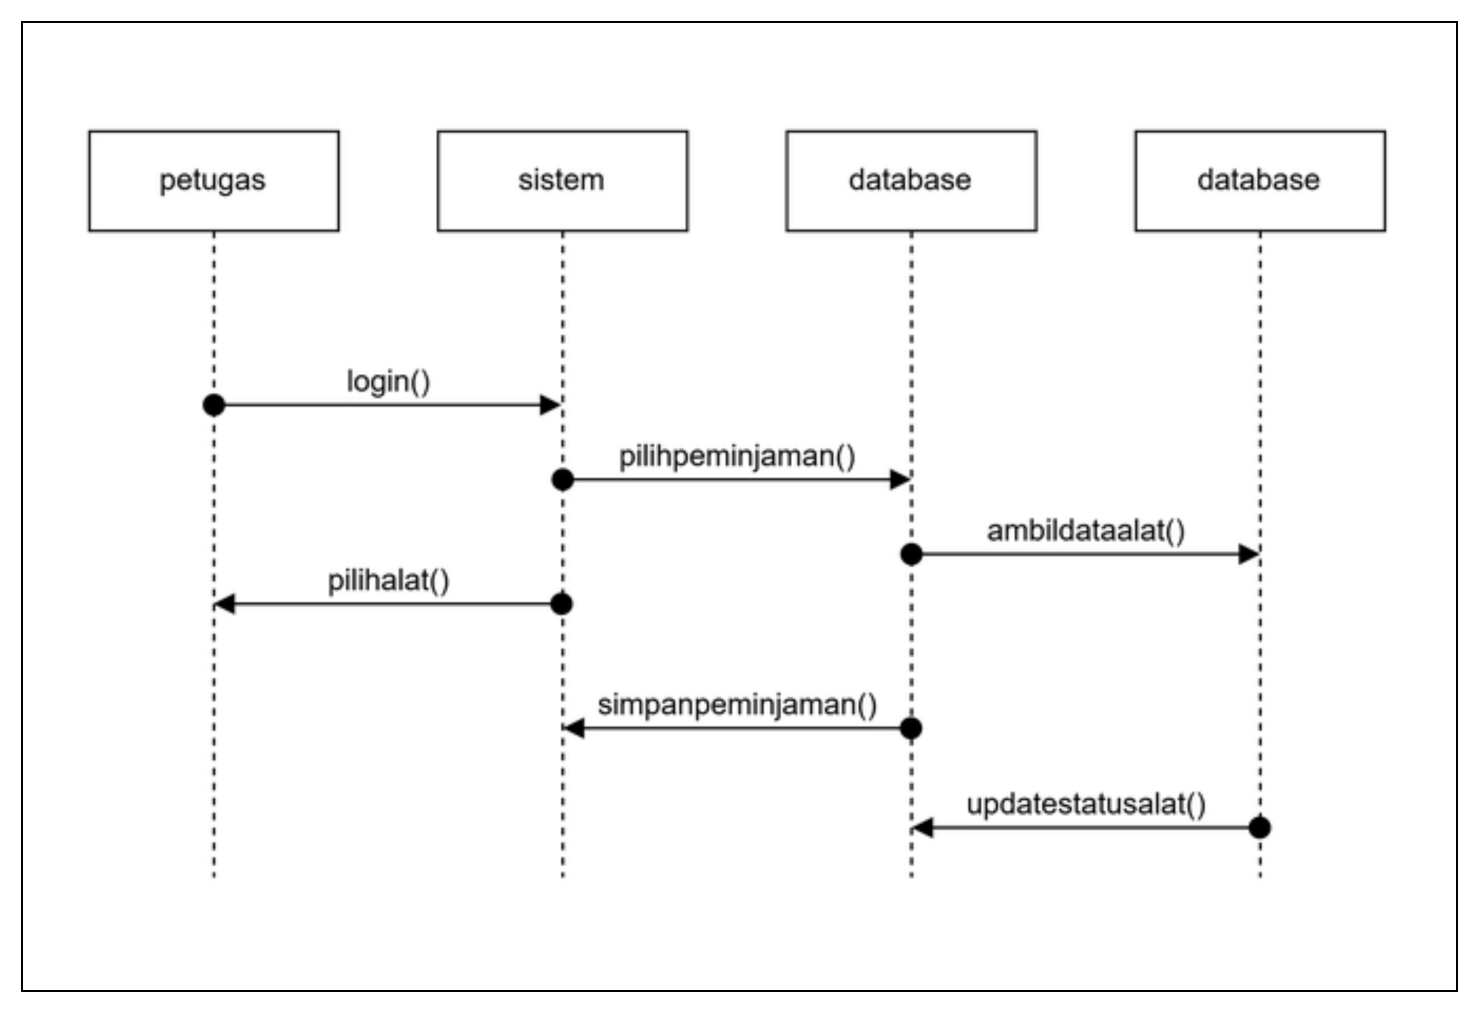 petugas
sistem
database
database
login()
pilihpeminjaman()
ambildataalat()
pilihalat()
simpanpeminjaman()
updatestatusalat()